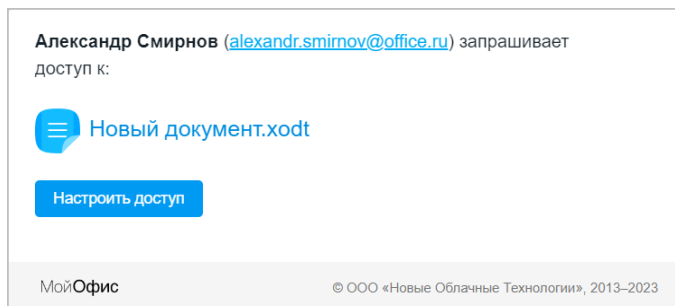 Александр Смирнов (alexandr.smirnov@office.ru) запрашивает
доступ к:
Новый документ.xodt
Настроить доступ
МойОфис
© ООО «Новые Облачные Технологии», 2013–2023